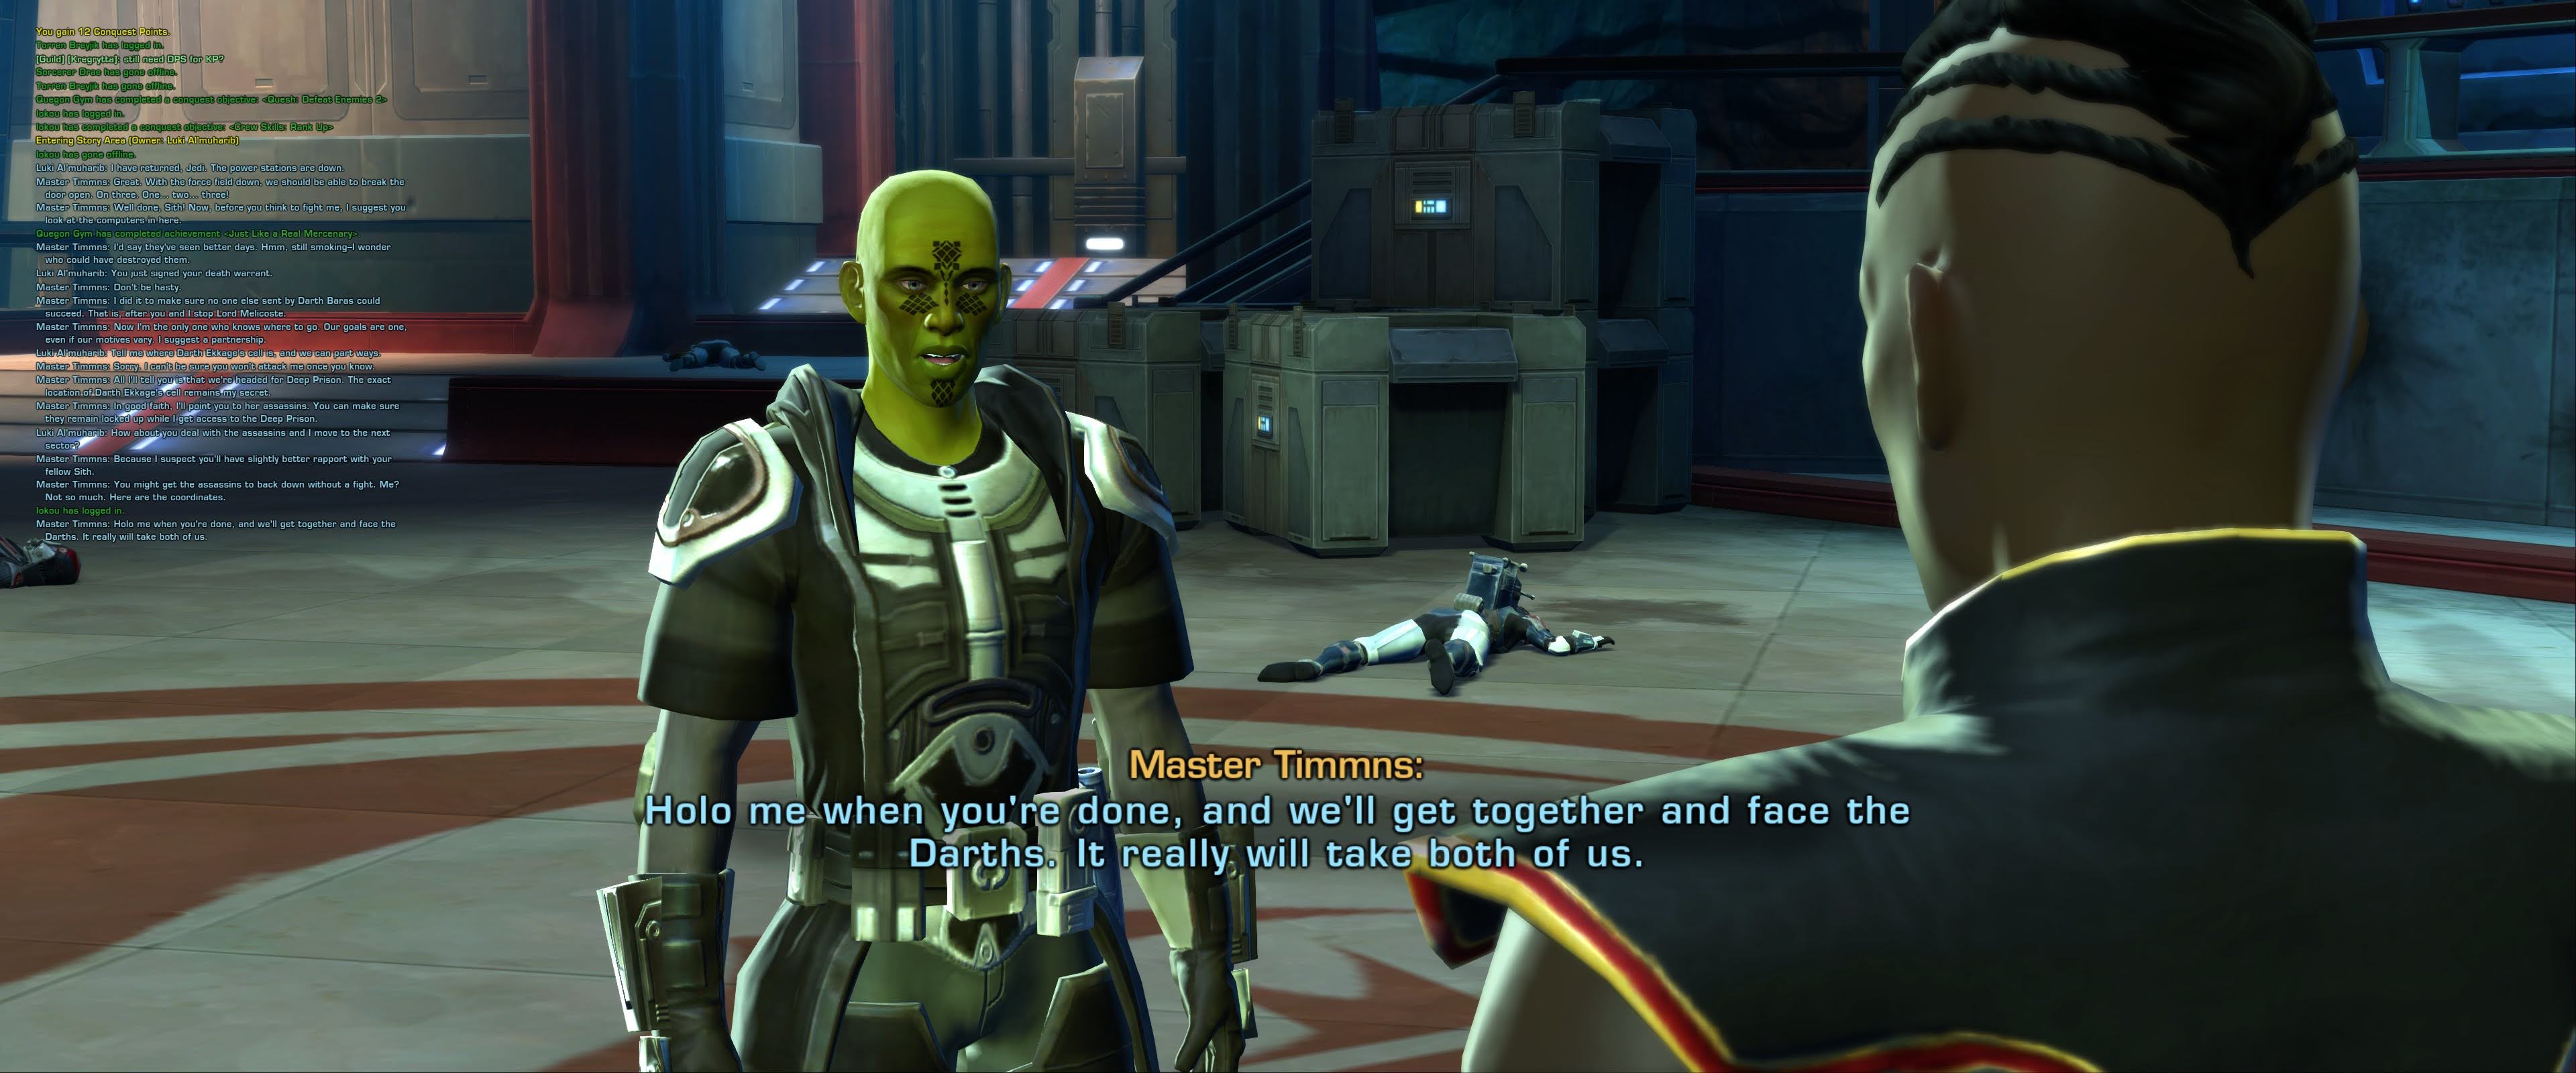 You gain 12 Conquest Points.
Torren Breyjik has logged in.
[Guild] [Kregrytta]: still need DPS for KP?
Sorcerer Drae has gone offline.
Torren Breyjik has gone offline.
Quegon Gym has completed a conquest objective: <Quesh: Defeat Enemies 2>
Iokou has logged in.
Iokou has completed a conquest objective: <Crew Skills: Rank Up>
Entering Story Area [Owner: Luki Al'muharib]
Iokou has gone offline.
Luki Al'muharib: I have returned, Jedi. The power stations are down.
Master Timmns: Great. With the force field down, we should be able to break the
door open. On three. One... two... three!
Master Timmns: Well done, Sith! Now, before you think to fight me, I suggest you
look at the computers in here.
Quegon Gym has completed achievement <Just Like a Real Mercenary>.
Master Timmns: I'd say they've seen better days. Hmm, still smoking–I wonder
who could have destroyed them.
Luki Al'muharib: You just signed your death warrant.
Master Timmns: Don't be hasty.
Master Timmns: I did it to make sure no one else sent by Darth Baras could
succeed. That is, after you and I stop Lord Melicoste.
Master Timmns: Now I'm the only one who knows where to go. Our goals are one,
even if our motives vary. I suggest a partnership.
Luki Al'muharib: Tell me where Darth Ekkage's cell is, and we can part ways.
Master Timmns: Sorry, I can't be sure you won't attack me once you know.
Master Timmns: All I'll tell you is that we're headed for Deep Prison. The exact
location of Darth Ekkage's cell remains my secret.
Master Timmns: In good faith, I'll point you to her assassins. You can make sure
they remain locked up while I get access to the Deep Prison.
Luki Al'muharib: How about you deal with the assassins and I move to the next
sector?
Master Timmns: Because I suspect you'll have slightly better rapport with your
fellow Sith.
Master Timmns: You might get the assassins to back down without a fight. Me?
Not so much. Here are the coordinates.
Iokou has logged in.
Master Timmns: Holo me when you're done, and we'll get together and face the
Darths. It really will take both of us.
Master Timmns:
Holo me when you're done, and we'll get together and face the
Darths. It really will take both of us.